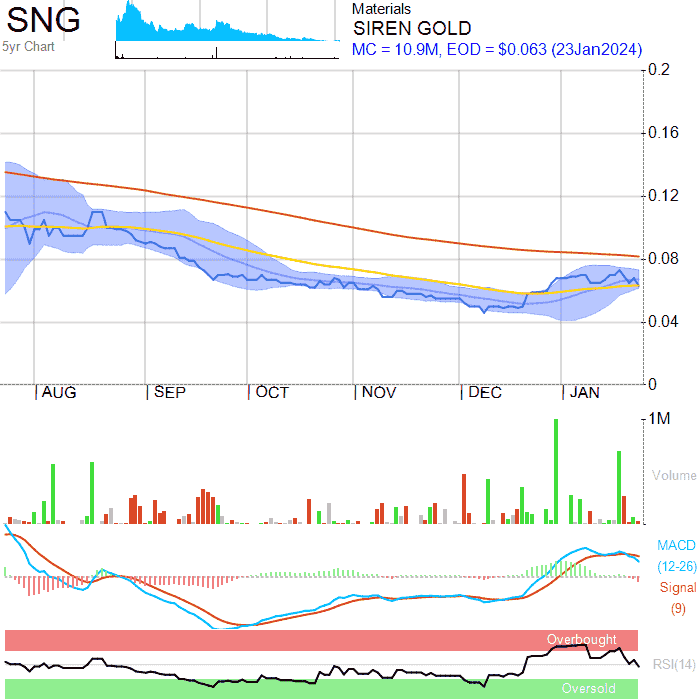 SNG
5yr Chart
Materials
SIREN GOLD
MC = 10.9M, EOD = $0.063 (23Jan2024)
0.2
0.16
0.12
0.08
0.04
0
AUG SEP OCT NOV DEC JAN
1M
Volume
MACD
(12-26)
Signal
(9)
Overbought
RSI(14)
Oversold